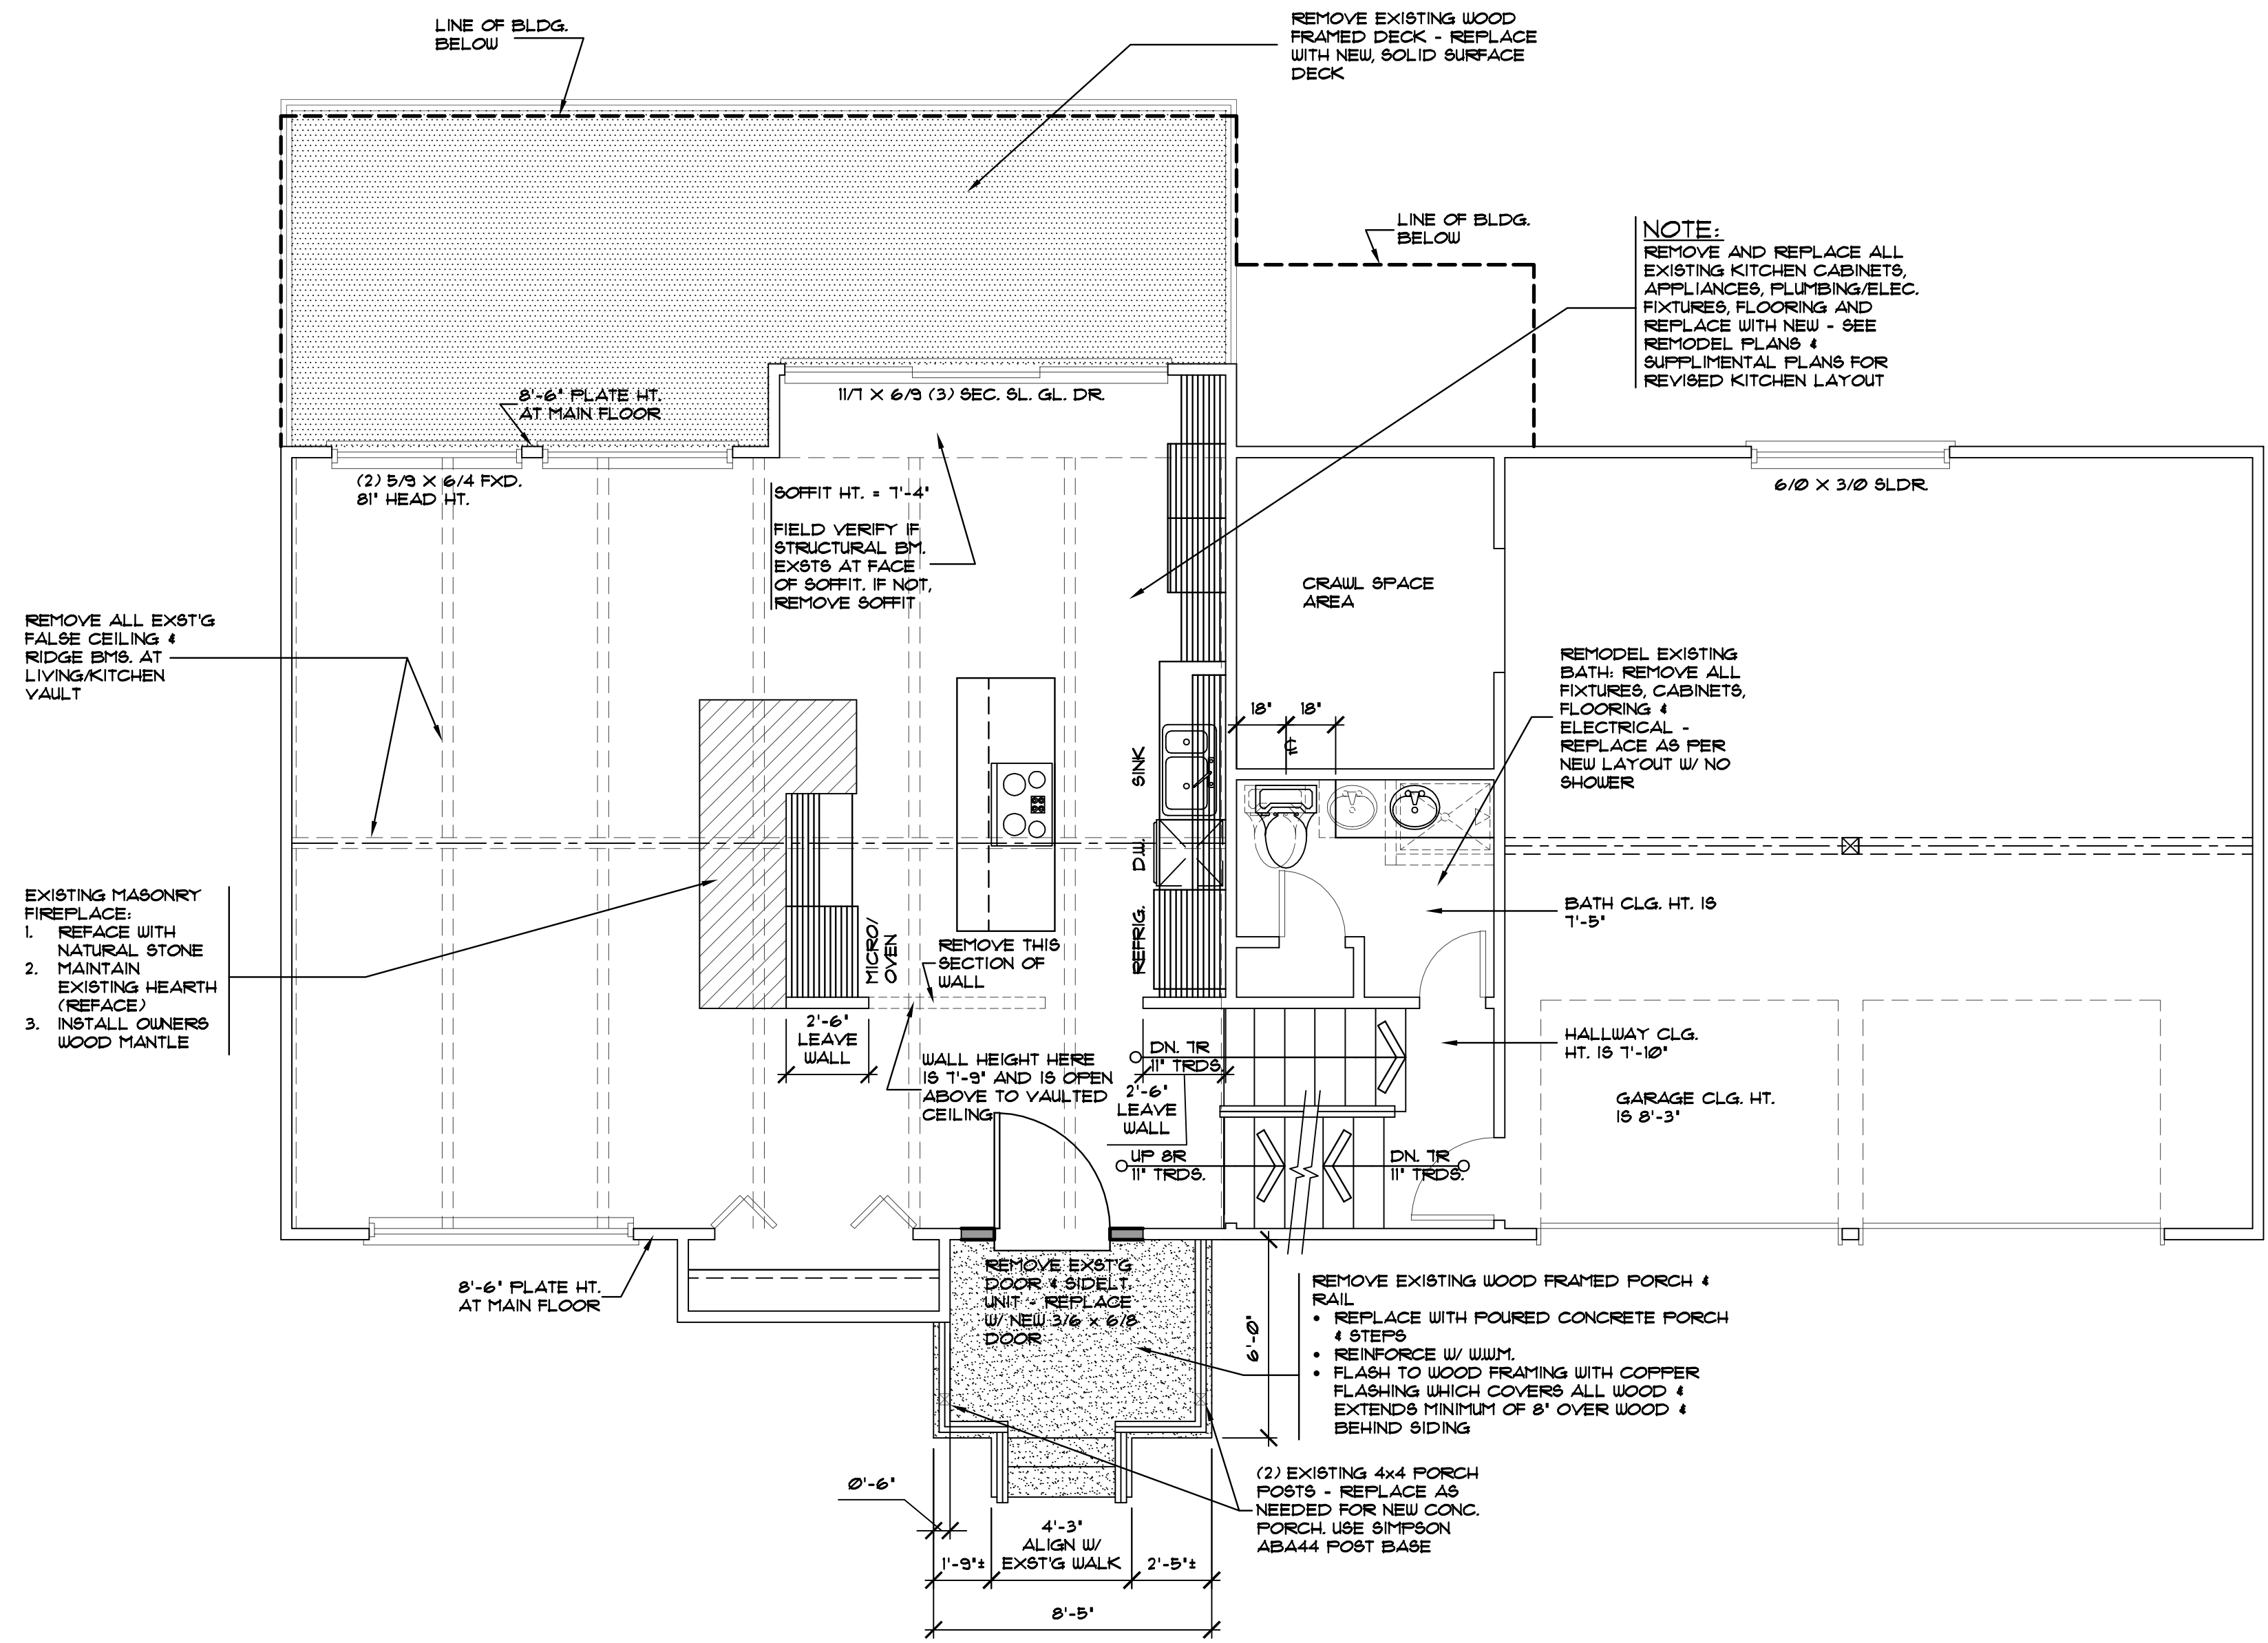 LINE OF BLDG.
BELOW
REMOVE EXISTING WOOD
FRAMED DECK - REPLACE
WITH NEW, SOLID SURFACE
DECK
LINE OF BLDG.
BELOW
NOTE:
REMOVE AND REPLACE ALL
EXISTING KITCHEN CABINETS,
APPLIANCES, PLUMBING/ELEC.
FIXTURES, FLOORING AND
REPLACE WITH NEW - SEE
REMODEL PLANS &
SUPPLIMENTAL PLANS FOR
REVISED KITCHEN LAYOUT
8'-6" PLATE HT.
AT MAIN FLOOR
11/7 X 6/9 (3) SEC. SL. GL. DR.
(2) 5/9 X 6/4 FXD.
81" HEAD HT.
SOFFIT HT. = 7'-4"
FIELD VERIFY IF
STRUCTURAL BM.
EXSTS AT FACE
OF SOFFIT. IF NOT,
REMOVE SOFFIT
6/0 X 3/0 SLDR.
CRAWL SPACE
AREA
REMOVE ALL EXST'G
FALSE CEILING &
RIDGE BMS. AT
LIVING/KITCHEN
VAULT
REMODEL EXISTING
BATH: REMOVE ALL
FIXTURES, CABINETS,
FLOORING &
ELECTRICAL -
REPLACE AS PER
NEW LAYOUT W/ NO
SHOWER
18"
18"
SINK
D.W.
REFRIG.
MICRO/
OVEN
EXISTING MASONRY
FIREPLACE:
1. REFACE WITH
NATURAL STONE
2. MAINTAIN
EXISTING HEARTH
(REFACE)
3. INSTALL OWNERS
WOOD MANTLE
BATH CLG. HT. IS
7'-5"
REMOVE THIS
SECTION OF
WALL
2'-6"
LEAVE
WALL
WALL HEIGHT HERE
IS 7'-9" AND IS OPEN
ABOVE TO VAULTED
CEILING
DN. 7R
11" TRDS.
2'-6"
LEAVE
WALL
HALLWAY CLG.
HT. IS 7'-10"
GARAGE CLG. HT.
IS 8'-3"
UP 8R
11" TRDS.
DN. 7R
11" TRDS.
8'-6" PLATE HT.
AT MAIN FLOOR
REMOVE EXST'G
DOOR & SIDELT.
UNIT - REPLACE
W/ NEW 3/6 x 6/8
DOOR
6'-0"
REMOVE EXISTING WOOD FRAMED PORCH &
RAIL
• REPLACE WITH POURED CONCRETE PORCH
& STEPS
• REINFORCE W/ W.W.M.
• FLASH TO WOOD FRAMING WITH COPPER
FLASHING WHICH COVERS ALL WOOD &
EXTENDS MINIMUM OF 8" OVER WOOD &
BEHIND SIDING
(2) EXISTING 4x4 PORCH
POSTS - REPLACE AS
NEEDED FOR NEW CONC.
PORCH. USE SIMPSON
ABA44 POST BASE
0'-6"
4'-3"
ALIGN W/
EXST'G WALK
1'-9"±
2'-5"±
8'-5"